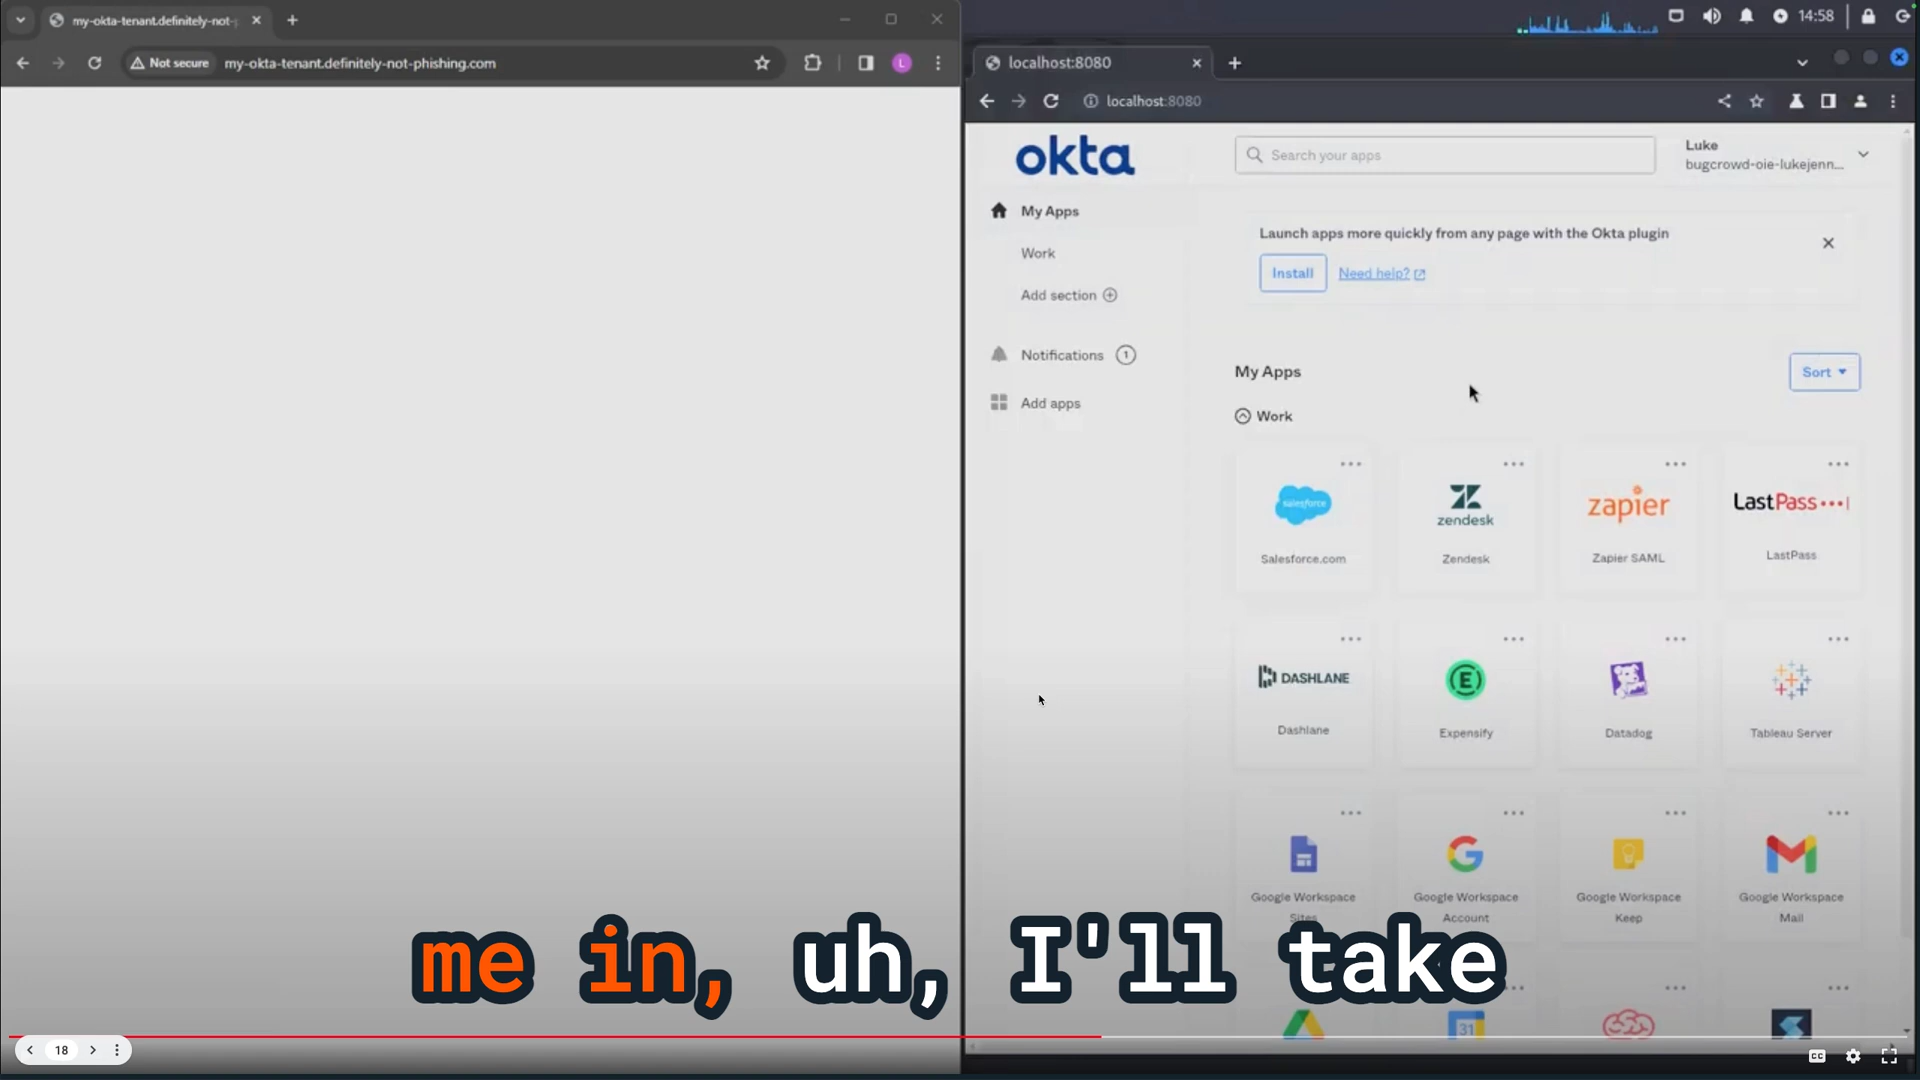 my-okta-tenant.definitely-not-p
Not secure
my-okta-tenant.definitely-not-phishing.com
14:58
localhost:8080
localhost:8080
okta
Search your apps
Luke
bugcrowd-oie-lukejenn...
My Apps
Work
Add section
Notifications 1
Add apps
Launch apps more quickly from any page with the Okta plugin
Install
Need help?
My Apps
Sort
Work
salesforce
zendesk
zapier
LastPass
Salesforce.com
Zendesk
Zapier SAML
LastPass
DASHLANE
E
Dashlane
Expensify
Datadog
Tableau Server
Google Workspace Sites
Google Workspace Account
Google Workspace Keep
Google Workspace Mail
31
me in, uh, I'll take
18
CC
L